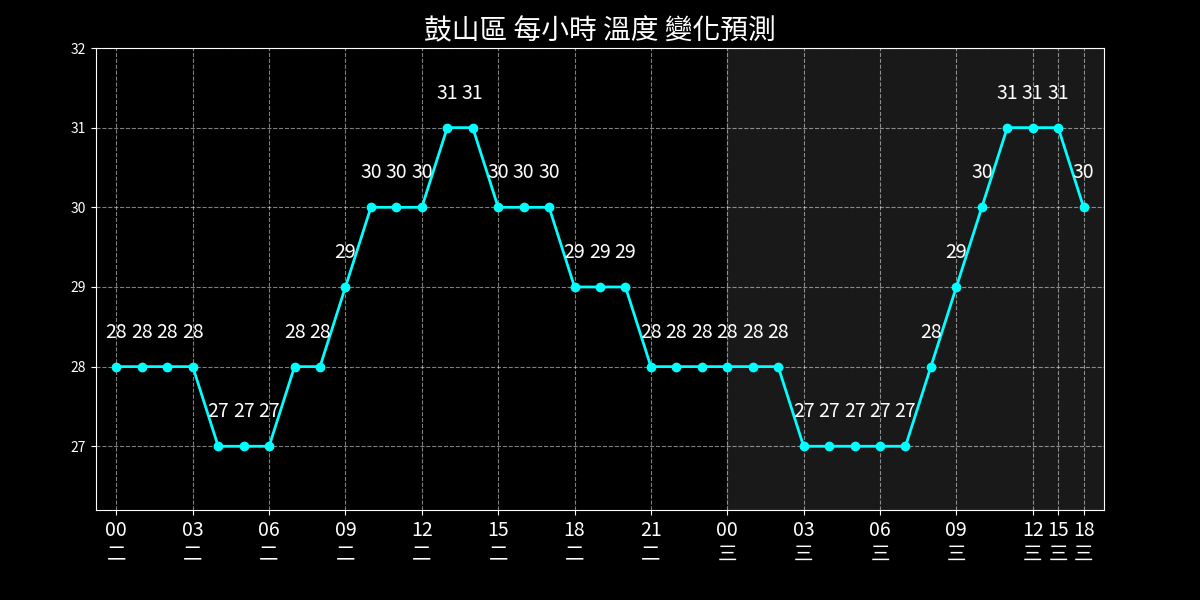 鼓山區 每小時 溫度 變化預測
32
31
30
29
28
27
31 31 31 31 31
30 30 30 30 30 30 30 30
29 29 29 29 29
28 28 28 28 28 28 28 28 28 28 28 28 28
27 27 27 27 27 27 27 27
00 03 06 09 12 15 18 21 00 03 06 09 12 15 18
二 二 二 二 二 二 二 二 三 三 三 三 三 三 三